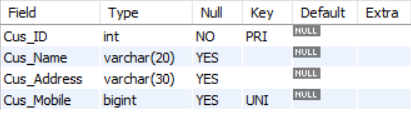 Field Type Null Key Default Extra
Cus_ID int NO PRI NULL
Cus_Name varchar(20) YES NULL
Cus_Address varchar(30) YES NULL
Cus_Mobile bigint YES UNI NULL